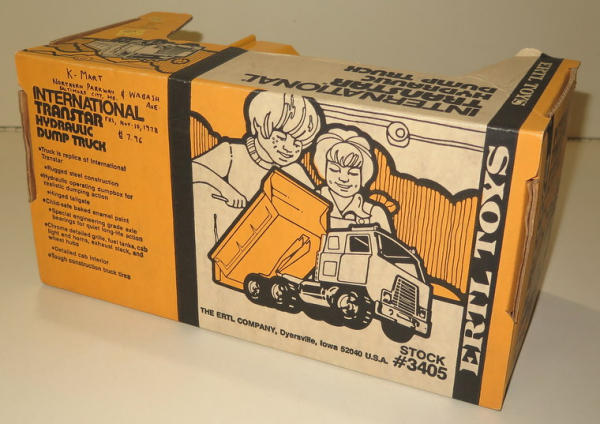 INTERNATIONAL
TRANSTAR
HYDRAULIC
DUMP TRUCK
ERTL TOYS
K-MART
NORTHERN PARKWAY & WABASH AVE.
BALTIMORE CITY, MD.
FRI, NOV. 10, 1978
$7.96
INTERNATIONAL
TRANSTAR
HYDRAULIC
DUMP TRUCK
•Truck is replica of International
Transtar
•Rugged steel construction
•Hydraulic operating dumpbox for
realistic dumping action
•Hinged tailgate
•Child-safe baked enamel paint
•Special engineering grade axle
bearings for quiet long-life action
•Chrome detailed grille, fuel tanks, cab
light and horns, exhaust stack, and
wheel hubs
•Detailed cab interior
•Tough construction truck tires
ERTL TOYS
THE ERTL COMPANY, Dyersville, Iowa 52040 U.S.A.
STOCK
#3405